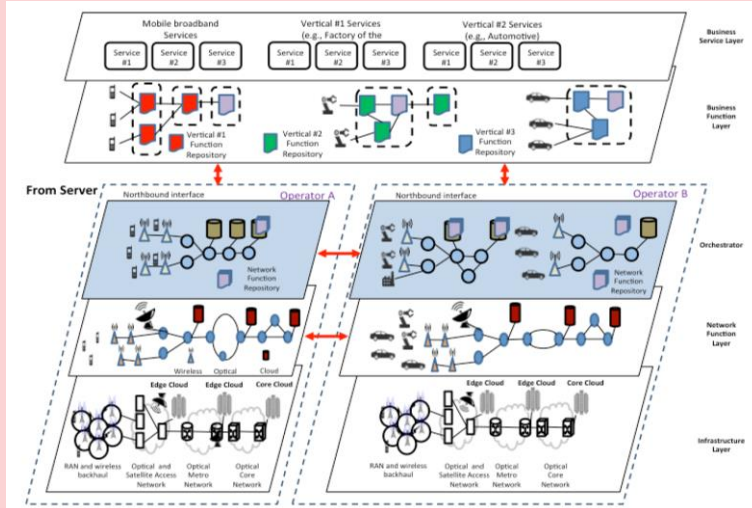 Mobile broadband
Services
Vertical #1 Services
(e.g., Factory of the
Vertical #2 Services
(e.g., Automotive)
Business
Service Layer
Service
#1
Service
#2
Service
#3
Service
#1
Service
#2
Service
#3
Service
#1
Service
#2
Service
#3
Business
Function
Layer
Vertical #1
Function
Repository
Vertical #2
Function
Repository
Vertical #3
Function
Repository
From Server
Northbound interface
Operator A
Northbound interface
Operator B
Orchestrator
Network
Function
Repository
Network
Function
Repository
Network
Function
Layer
Wireless
Optical
Cloud
Edge Cloud
Edge Cloud
Core Cloud
Edge Cloud
Edge Cloud
Core Cloud
Infrastructure
Layer
RAN and wireless
backhaul
Optical and
Satellite Access
Network
Optical
Metro
Network
Optical
Core
Network
RAN and wireless
backhaul
Optical and
Satellite Access
Network
Optical
Metro
Network
Optical
Core
Network